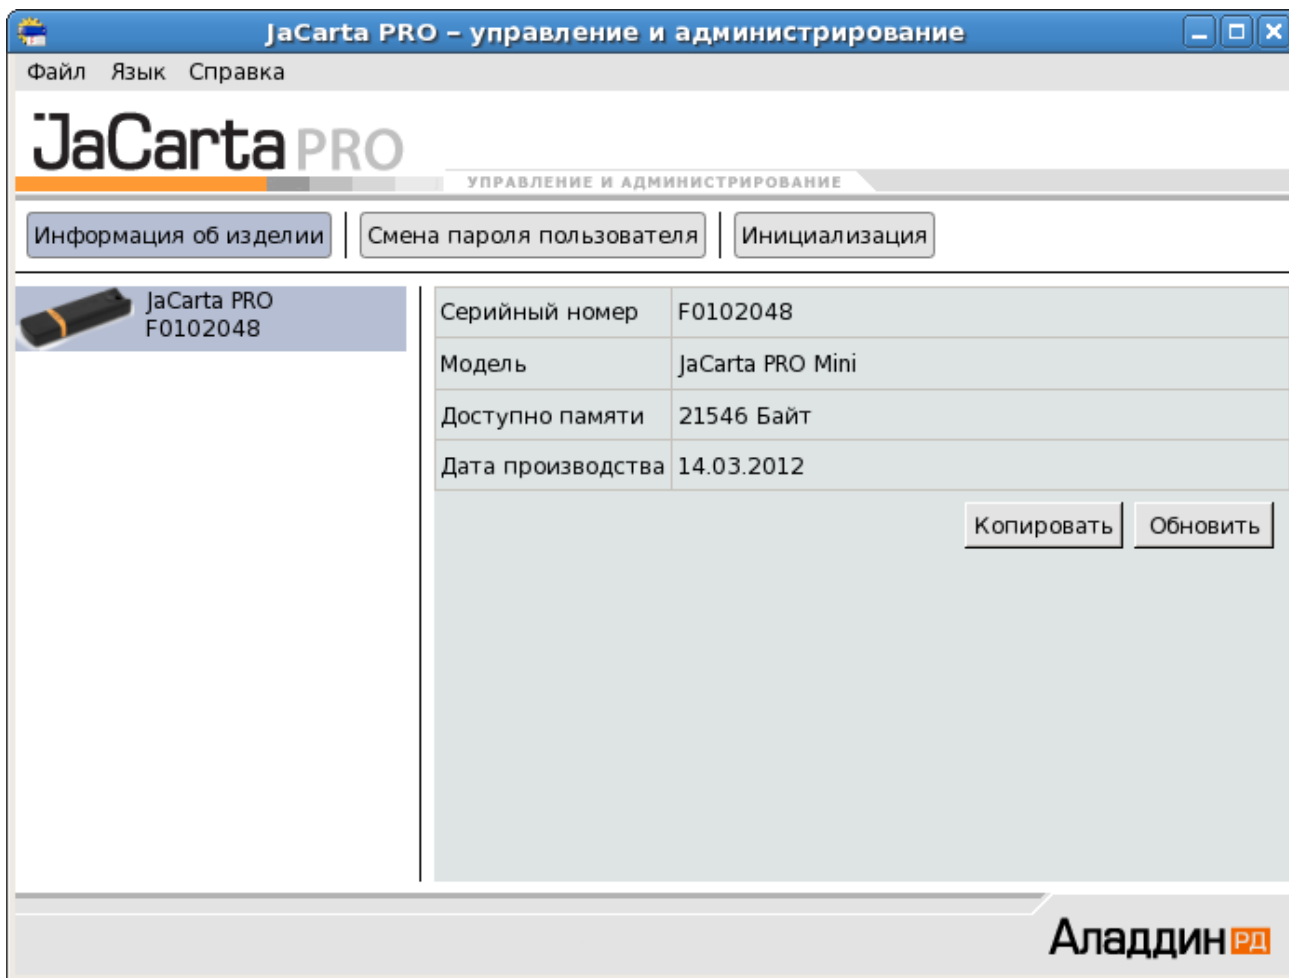 JaCarta PRO – управление и администрирование
Файл Язык Справка
JaCarta PRO
УПРАВЛЕНИЕ И АДМИНИСТРИРОВАНИЕ
Информация об изделии Смена пароля пользователя Инициализация
JaCarta PRO
F0102048
Серийный номер F0102048
Модель JaCarta PRO Mini
Доступно памяти 21546 Байт
Дата производства 14.03.2012
Копировать Обновить
Аладдин РД